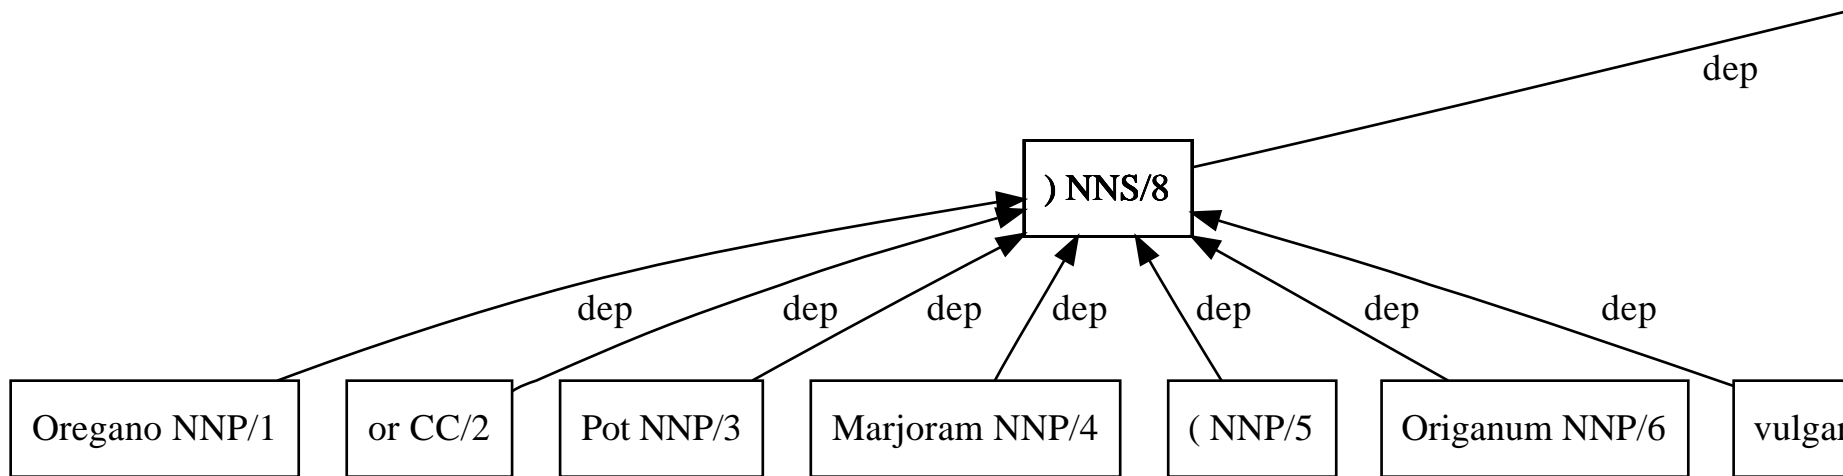 dep
) NNS/8
dep dep dep dep dep dep dep
Oregano NNP/1 or CC/2 Pot NNP/3 Marjoram NNP/4 ( NNP/5 Origanum NNP/6